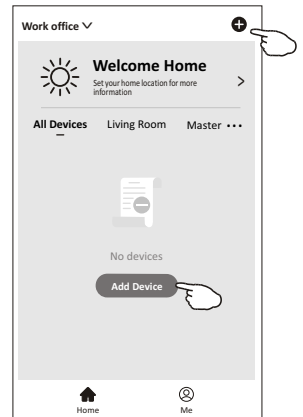 Work office
Welcome Home
Set your home location for more
information
All Devices Living Room Master
No devices
Add Device
Home Me